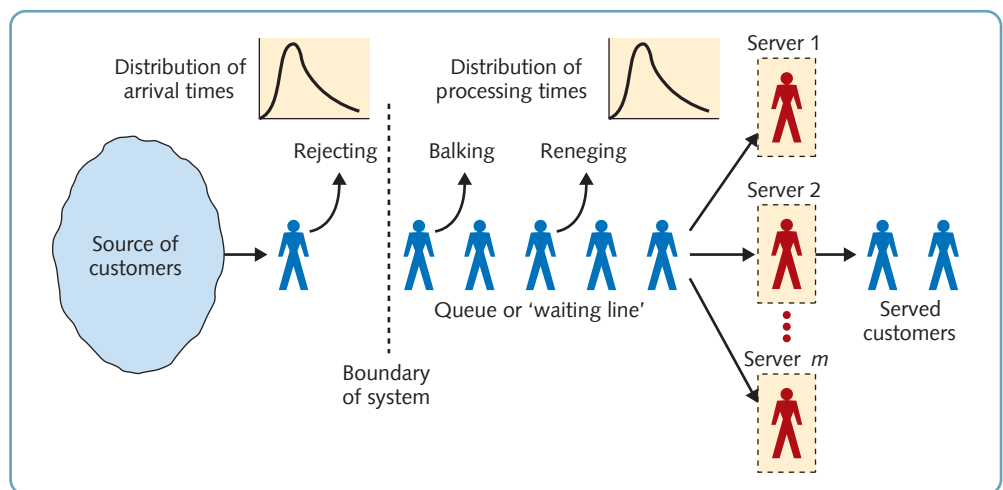 Distribution of
arrival times
Distribution of
processing times
Server 1
Rejecting
Balking
Reneging
Server 2
Source of
customers
Queue or ‘waiting line’
Served
customers
Boundary
of system
Server m